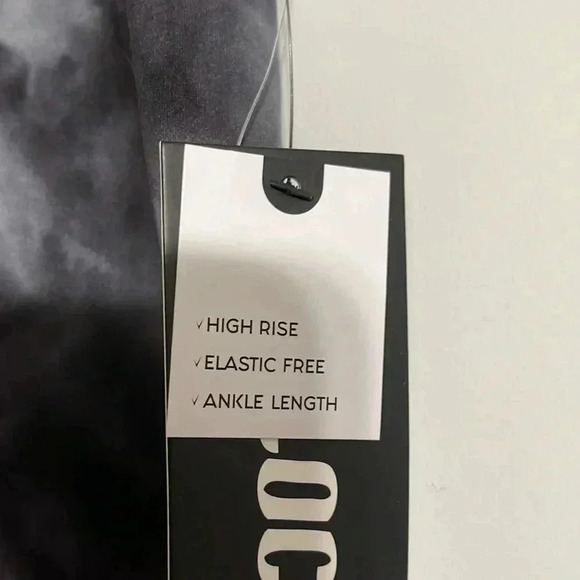 ✓HIGH RISE
✓ELASTIC FREE
✓ANKLE LENGTH